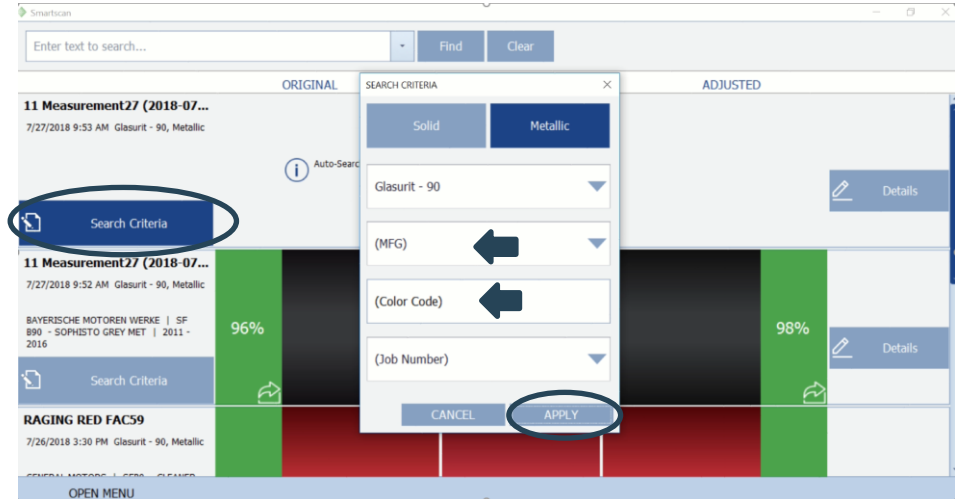 Smartscan
Enter text to search...
Find
Clear
ORIGINAL
ADJUSTED
11 Measurement27 (2018-07...
7/27/2018 9:53 AM Glasurit - 90, Metallic
Auto-Searc
Search Criteria
Details
SEARCH CRITERIA
Solid
Metallic
Glasurit - 90
(MFG)
(Color Code)
(Job Number)
CANCEL
APPLY
11 Measurement27 (2018-07...
7/27/2018 9:52 AM Glasurit - 90, Metallic
BAYERISCHE MOTOREN WERKE | SF
B90 - SOPHISTO GREY MET | 2011 -
2016
Search Criteria
96%
98%
Details
RAGING RED FAC59
7/26/2018 3:30 PM Glasurit - 90, Metallic
OPEN MENU